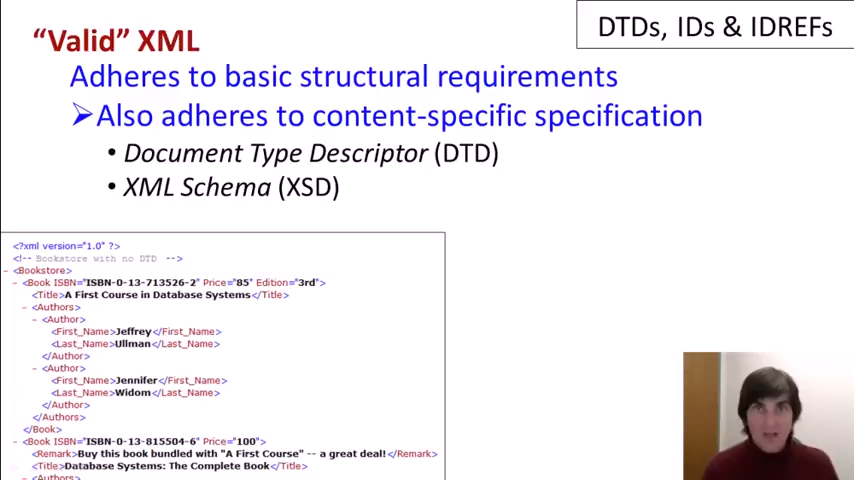 DTDs, IDs & IDREFs
“Valid” XML
Adheres to basic structural requirements
➢Also adheres to content-specific specification
• Document Type Descriptor (DTD)
• XML Schema (XSD)
<?xml version="1.0" ?>
<!-- Bookstore with no DTD -->
- <Bookstore>
- <Book ISBN="ISBN-0-13-713526-2" Price="85" Edition="3rd">
<Title>A First Course in Database Systems</Title>
- <Authors>
- <Author>
<First_Name>Jeffrey</First_Name>
<Last_Name>Ullman</Last_Name>
</Author>
- <Author>
<First_Name>Jennifer</First_Name>
<Last_Name>Widom</Last_Name>
</Author>
</Authors>
</Book>
- <Book ISBN="ISBN-0-13-815504-6" Price="100">
<Remark>Buy this book bundled with "A First Course" -- a great deal!</Remark>
<Title>Database Systems: The Complete Book</Title>
- <Authors>